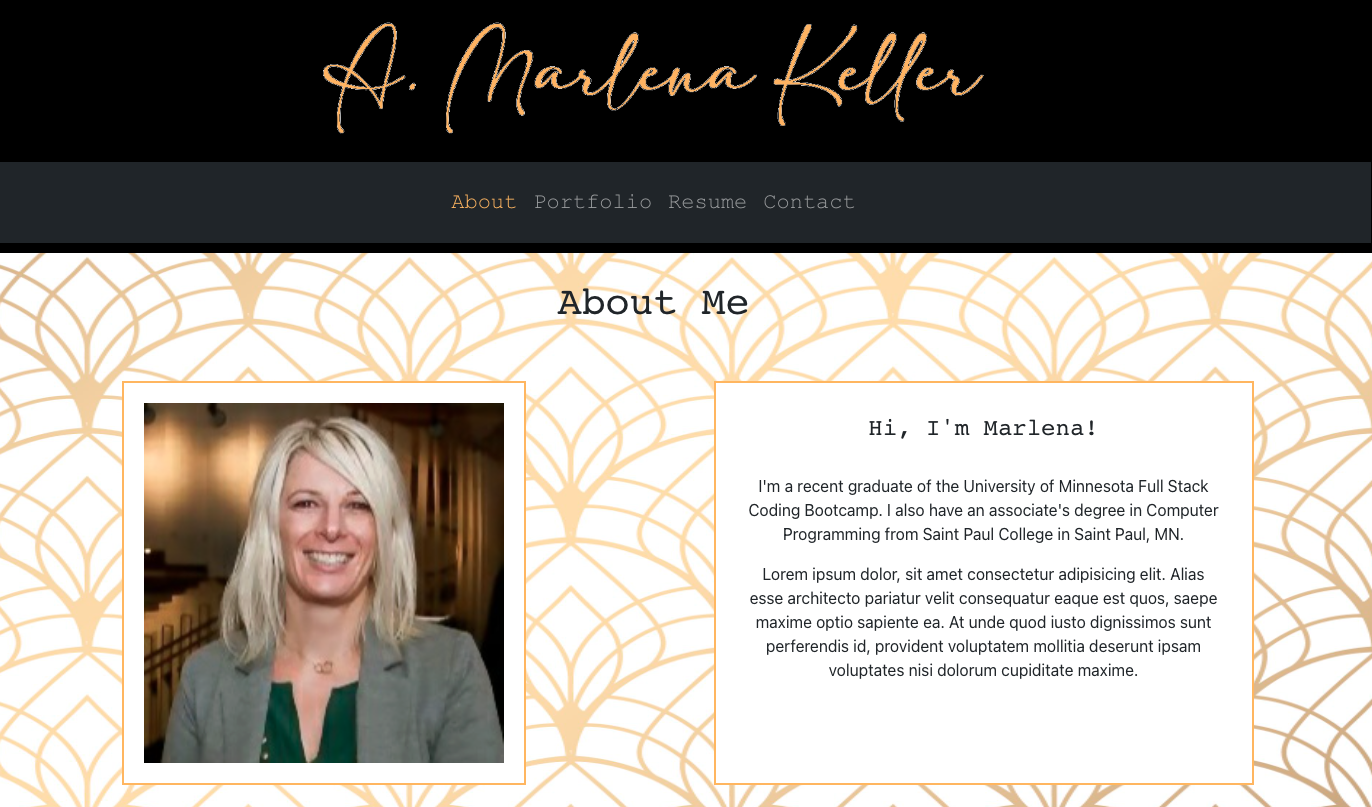 A. Marlena Keller
About Portfolio Resume Contact
About Me
Hi, I'm Marlena!
I'm a recent graduate of the University of Minnesota Full Stack
Coding Bootcamp. I also have an associate's degree in Computer
Programming from Saint Paul College in Saint Paul, MN.
Lorem ipsum dolor, sit amet consectetur adipisicing elit. Alias
esse architecto pariatur velit consequatur eaque est quos, saepe
maxime optio sapiente ea. At unde quod iusto dignissimos sunt
perferendis id, provident voluptatem mollitia deserunt ipsam
voluptates nisi dolorum cupiditate maxime.